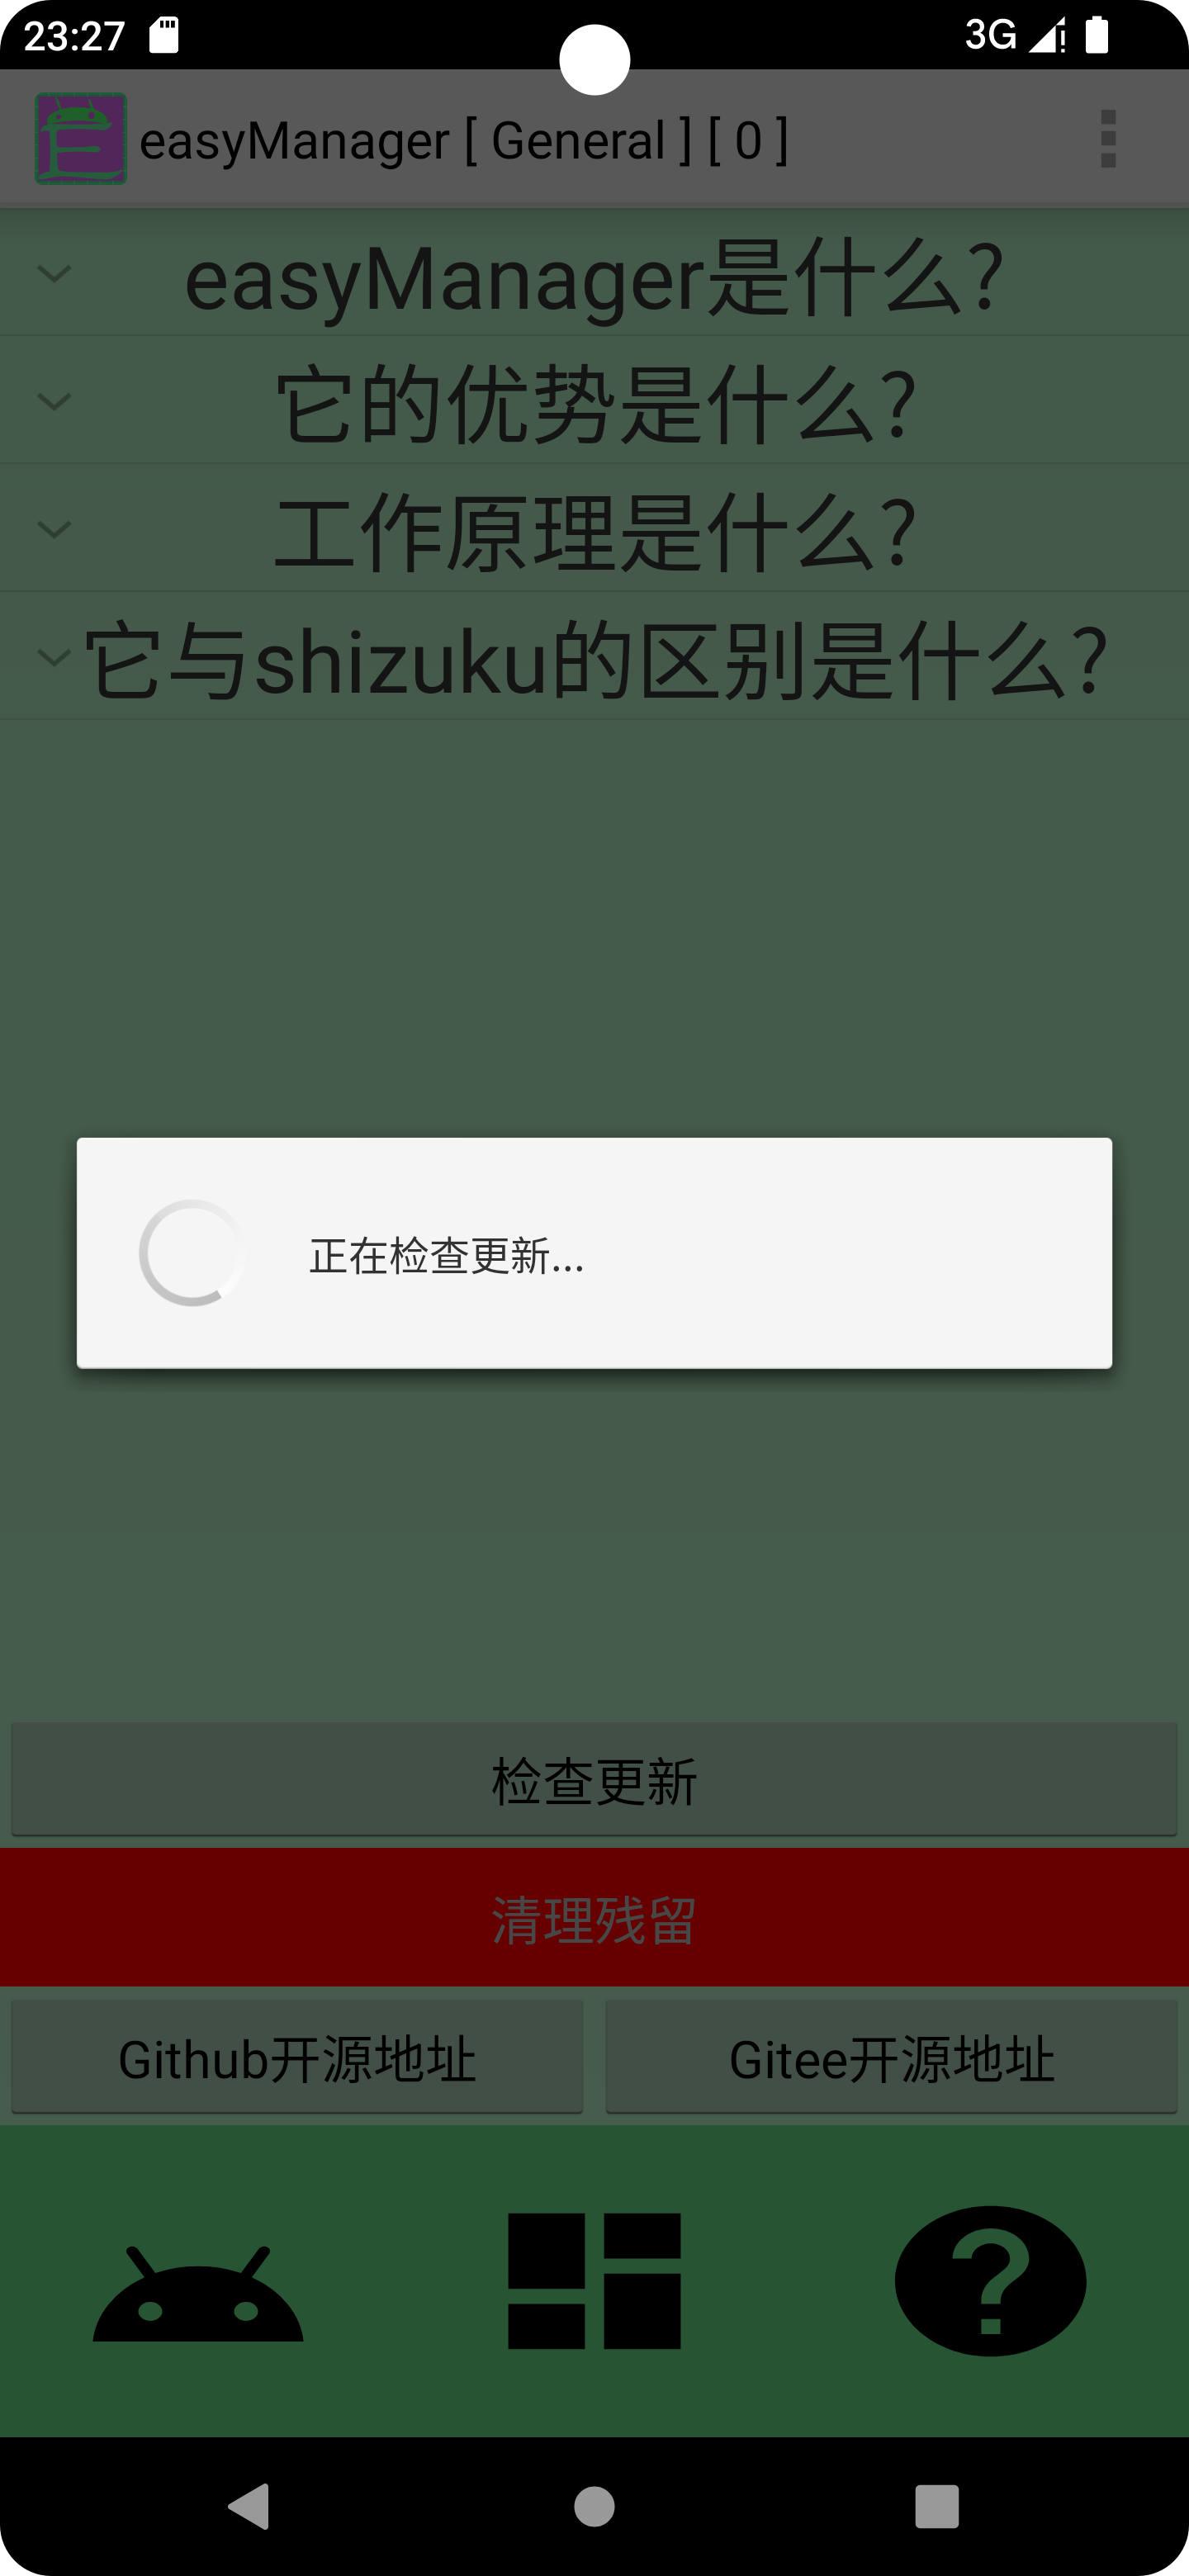 23:27
3G
easyManager [ General ] [ 0 ]
easyManager是什么?
它的优势是什么?
工作原理是什么?
它与shizuku的区别是什么?
正在检查更新...
检查更新
清理残留
Github开源地址
Gitee开源地址